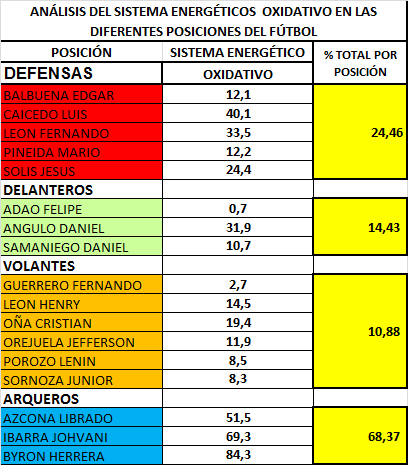 ANÁLISIS DEL SISTEMA ENERGÉTICOS OXIDATIVO EN LAS
DIFERENTES POSICIONES DEL FÚTBOL
POSICIÓN SISTEMA ENERGÉTICO % TOTAL POR POSICIÓN
DEFENSAS OXIDATIVO
BALBUENA EDGAR 12,1
CAICEDO LUIS 40,1
LEON FERNANDO 33,5 24,46
PINEIDA MARIO 12,2
SOLIS JESUS 24,4
DELANTEROS
ADAO FELIPE 0,7
ANGULO DANIEL 31,9 14,43
SAMANIEGO DANIEL 10,7
VOLANTES
GUERRERO FERNANDO 2,7
LEON HENRY 14,5
OÑA CRISTIAN 19,4
OREJUELA JEFFERSON 11,9 10,88
POROZO LENIN 8,5
SORNOZA JUNIOR 8,3
ARQUEROS
AZCONA LIBRADO 51,5
IBARRA JOHVANI 69,3 68,37
BYRON HERRERA 84,3